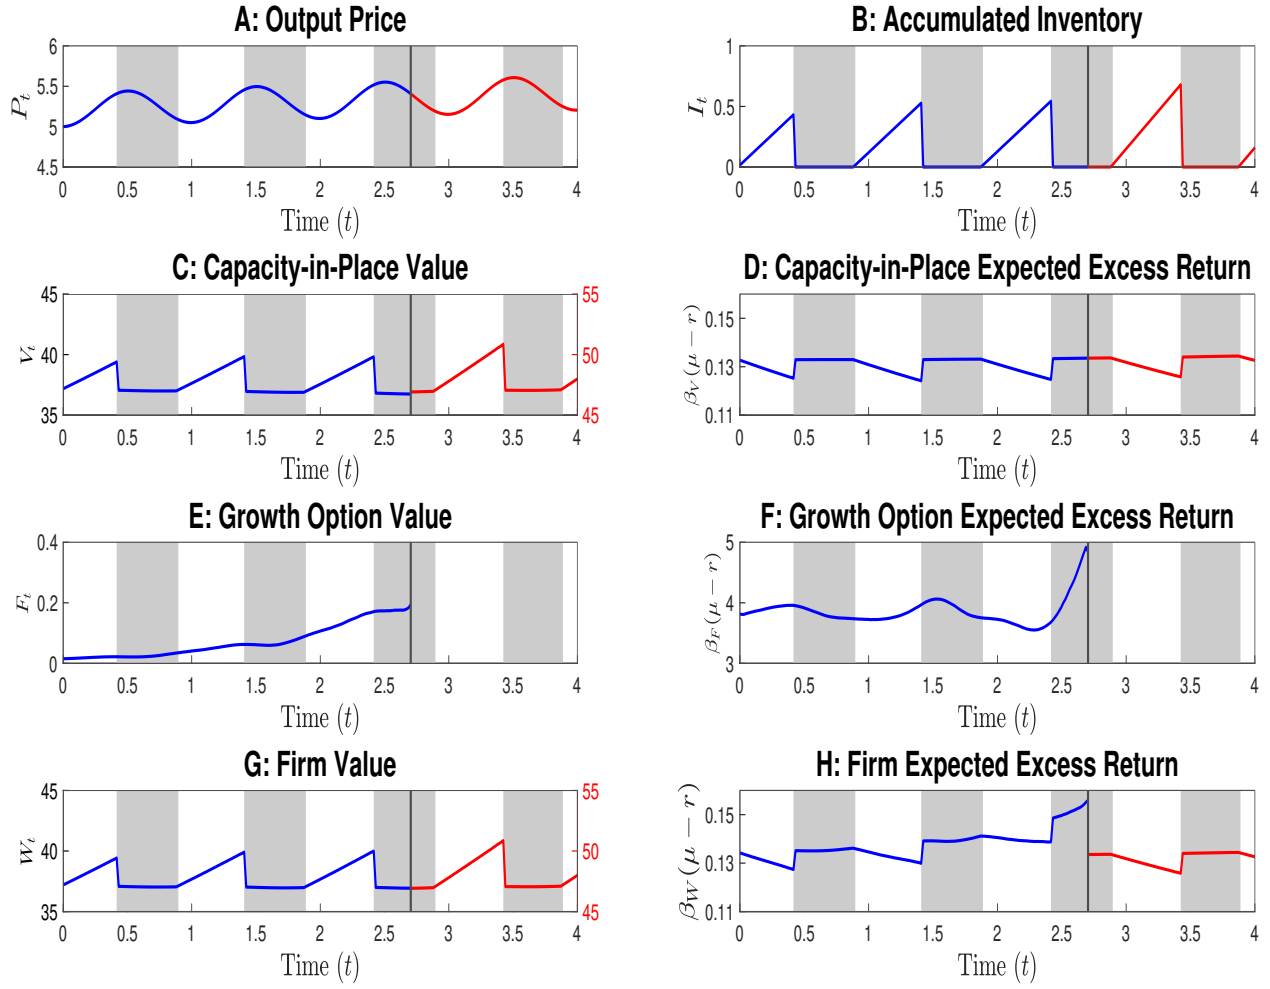 A: Output Price
P_t
6
5.5
5
4.5
0 0.5 1 1.5 2 2.5 3 3.5 4
Time (t)
B: Accumulated Inventory
I_t
1
0.5
0
0 0.5 1 1.5 2 2.5 3 3.5 4
Time (t)
C: Capacity-in-Place Value
V_t
45
40
35
55
50
45
0 0.5 1 1.5 2 2.5 3 3.5 4
Time (t)
D: Capacity-in-Place Expected Excess Return
β_V(μ − r)
0.15
0.13
0.11
0 0.5 1 1.5 2 2.5 3 3.5 4
Time (t)
E: Growth Option Value
F_t
0.4
0.2
0
0 0.5 1 1.5 2 2.5 3 3.5 4
Time (t)
F: Growth Option Expected Excess Return
β_F(μ − r)
5
4
3
0 0.5 1 1.5 2 2.5 3 3.5 4
Time (t)
G: Firm Value
W_t
45
40
35
55
50
45
0 0.5 1 1.5 2 2.5 3 3.5 4
Time (t)
H: Firm Expected Excess Return
β_W(μ − r)
0.15
0.13
0.11
0 0.5 1 1.5 2 2.5 3 3.5 4
Time (t)